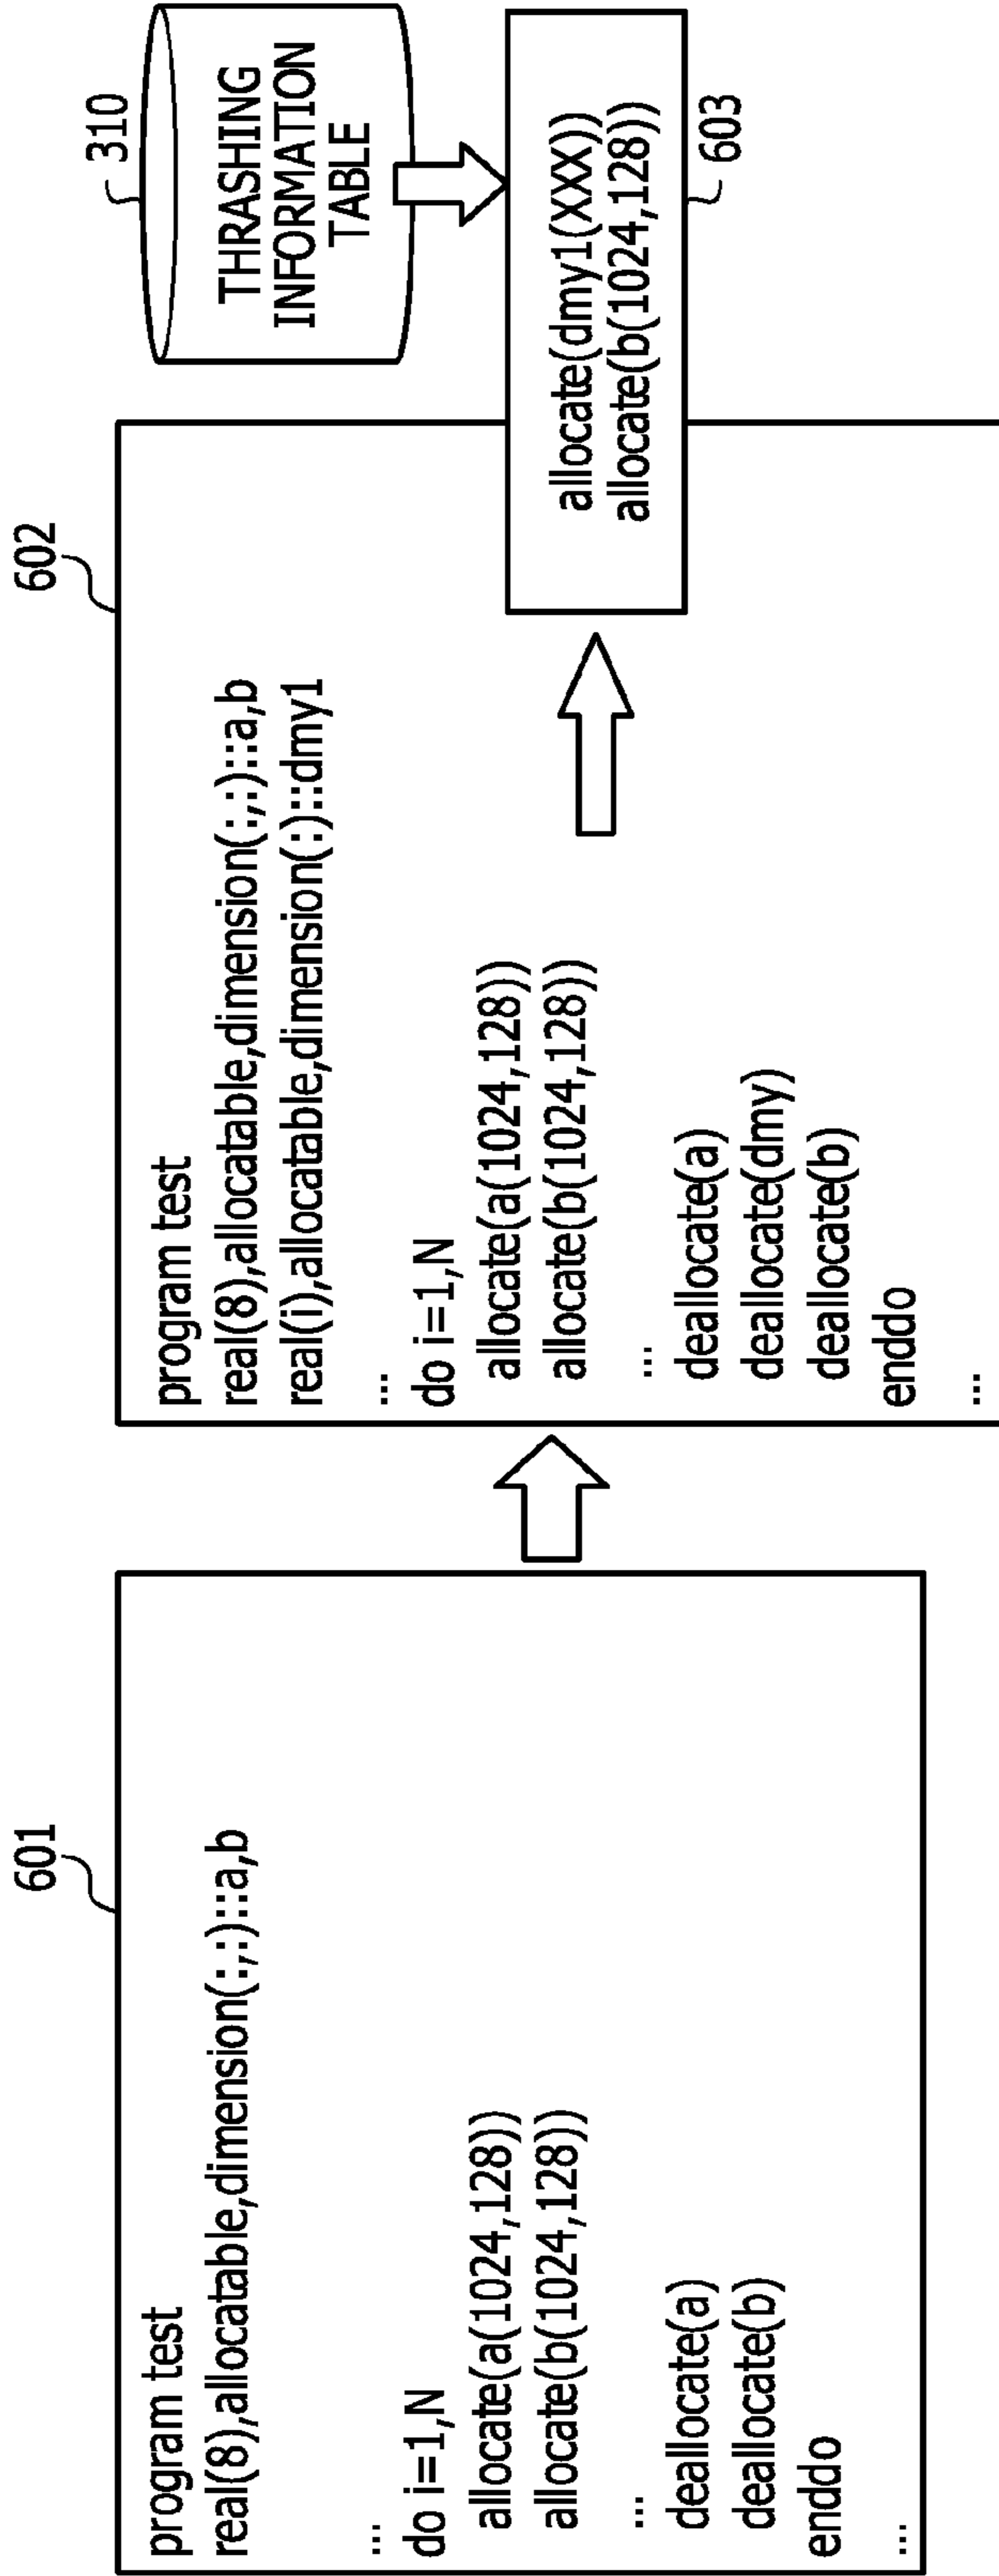 601
program test
real(8),allocatable,dimension(:,:)::a,b
...
do i=1,N
allocate(a(1024,128))
allocate(b(1024,128))
...
deallocate(a)
deallocate(b)
enddo
...
602
program test
real(8),allocatable,dimension(:,:)::a,b
real(i),allocatable,dimension(:)::dmy1
...
do i=1,N
allocate(a(1024,128))
allocate(b(1024,128))
...
deallocate(a)
deallocate(dmy)
deallocate(b)
enddo
...
310
THRASHING
INFORMATION
TABLE
allocate(dmy1(XXX))
allocate(b(1024,128))
603